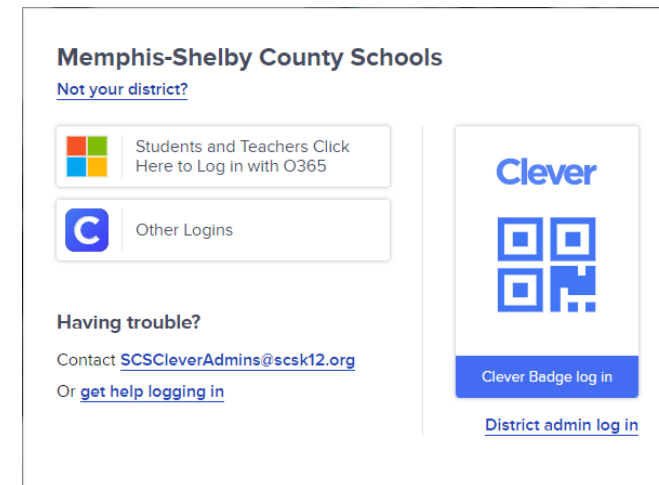 Memphis-Shelby County Schools
Not your district?
Students and Teachers Click
Here to Log in with O365
Other Logins
Having trouble?
Contact SCSCleverAdmins@scsk12.org
Or get help logging in
Clever
Clever Badge log in
District admin log in